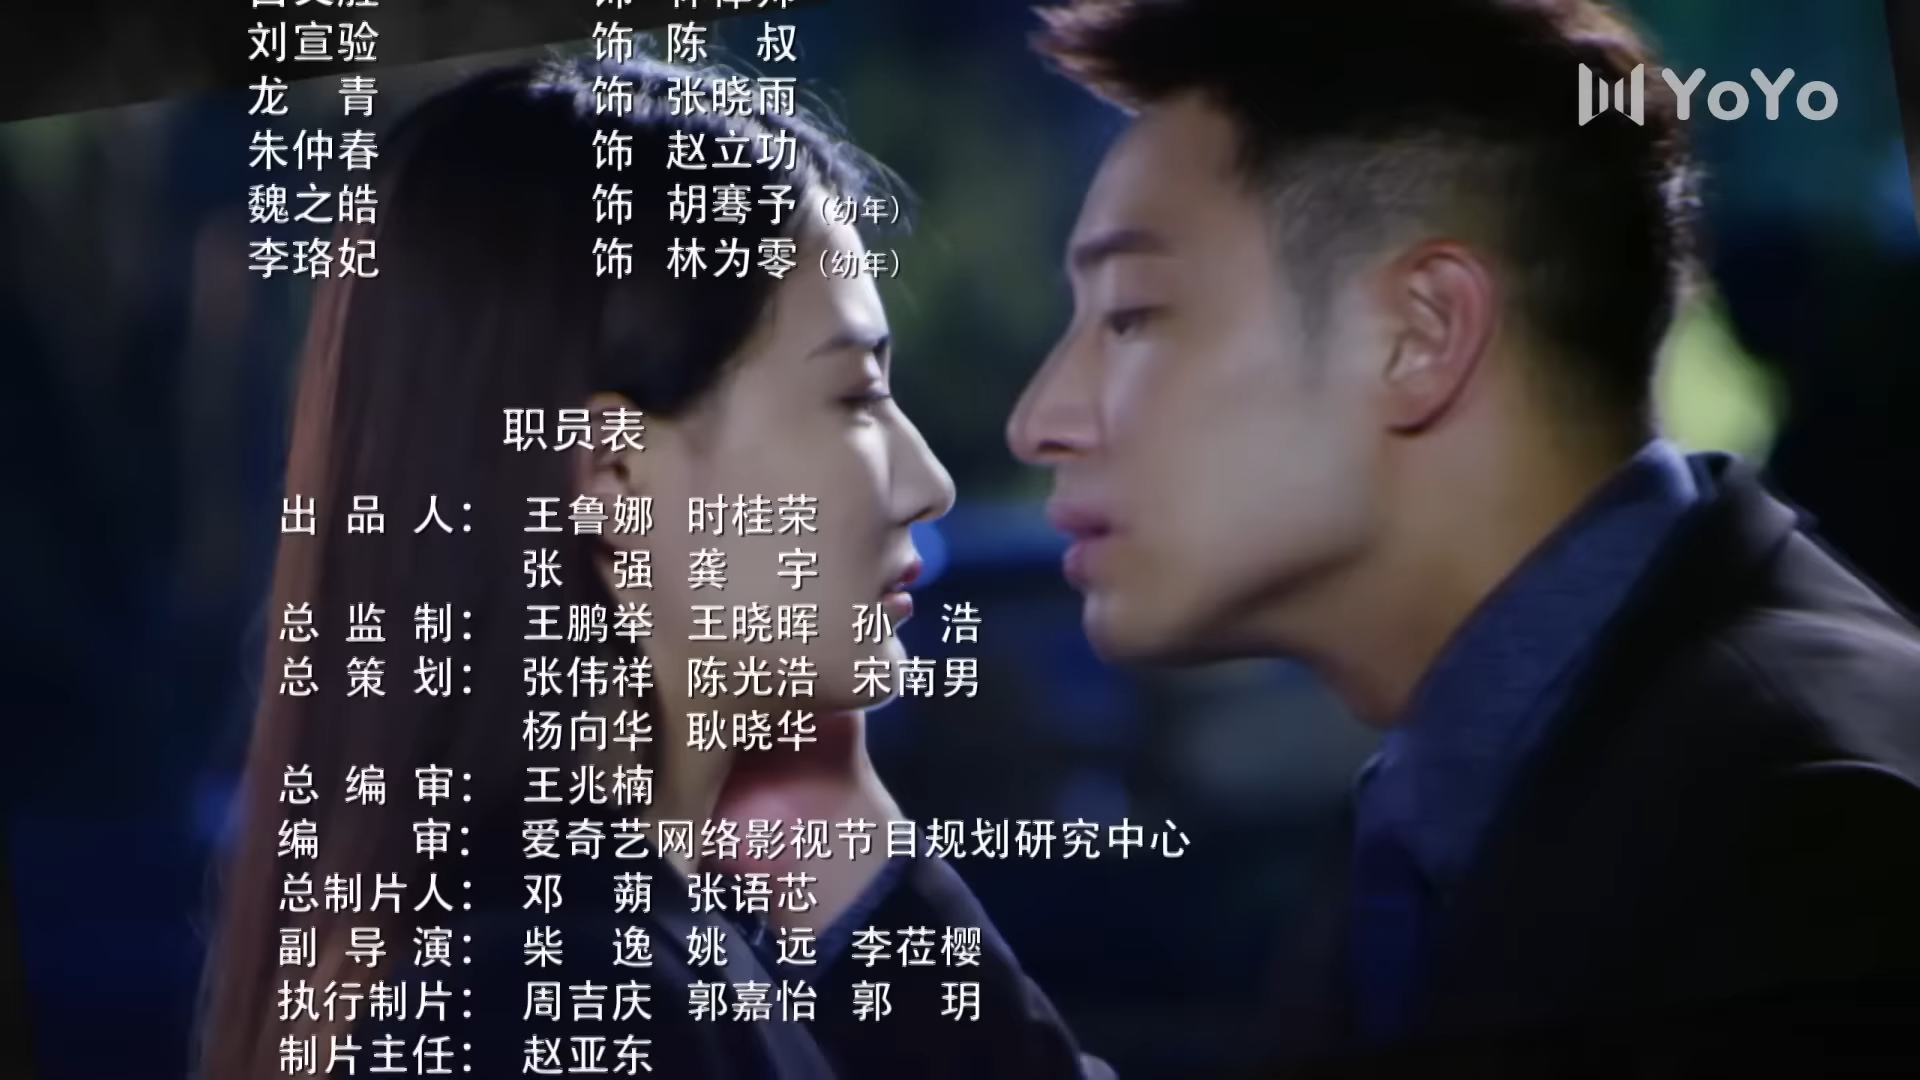 刘宣验 饰 陈叔
龙青 饰 张晓雨
朱仲春 饰 赵立功
魏之皓 饰 胡骞予（幼年）
李珞妃 饰 林为零（幼年）
YoYo
职员表
出品人： 王鲁娜 时桂荣
张强 龚宇
总监制： 王鹏举 王晓晖 孙浩
总策划： 张伟祥 陈光浩 宋南男
杨向华 耿晓华
总编审： 王兆楠
编审： 爱奇艺网络影视节目规划研究中心
总制片人： 邓蒴 张语芯
副导演： 柴逸 姚远 李莅樱
执行制片： 周吉庆 郭嘉怡 郭玥
制片主任： 赵亚东